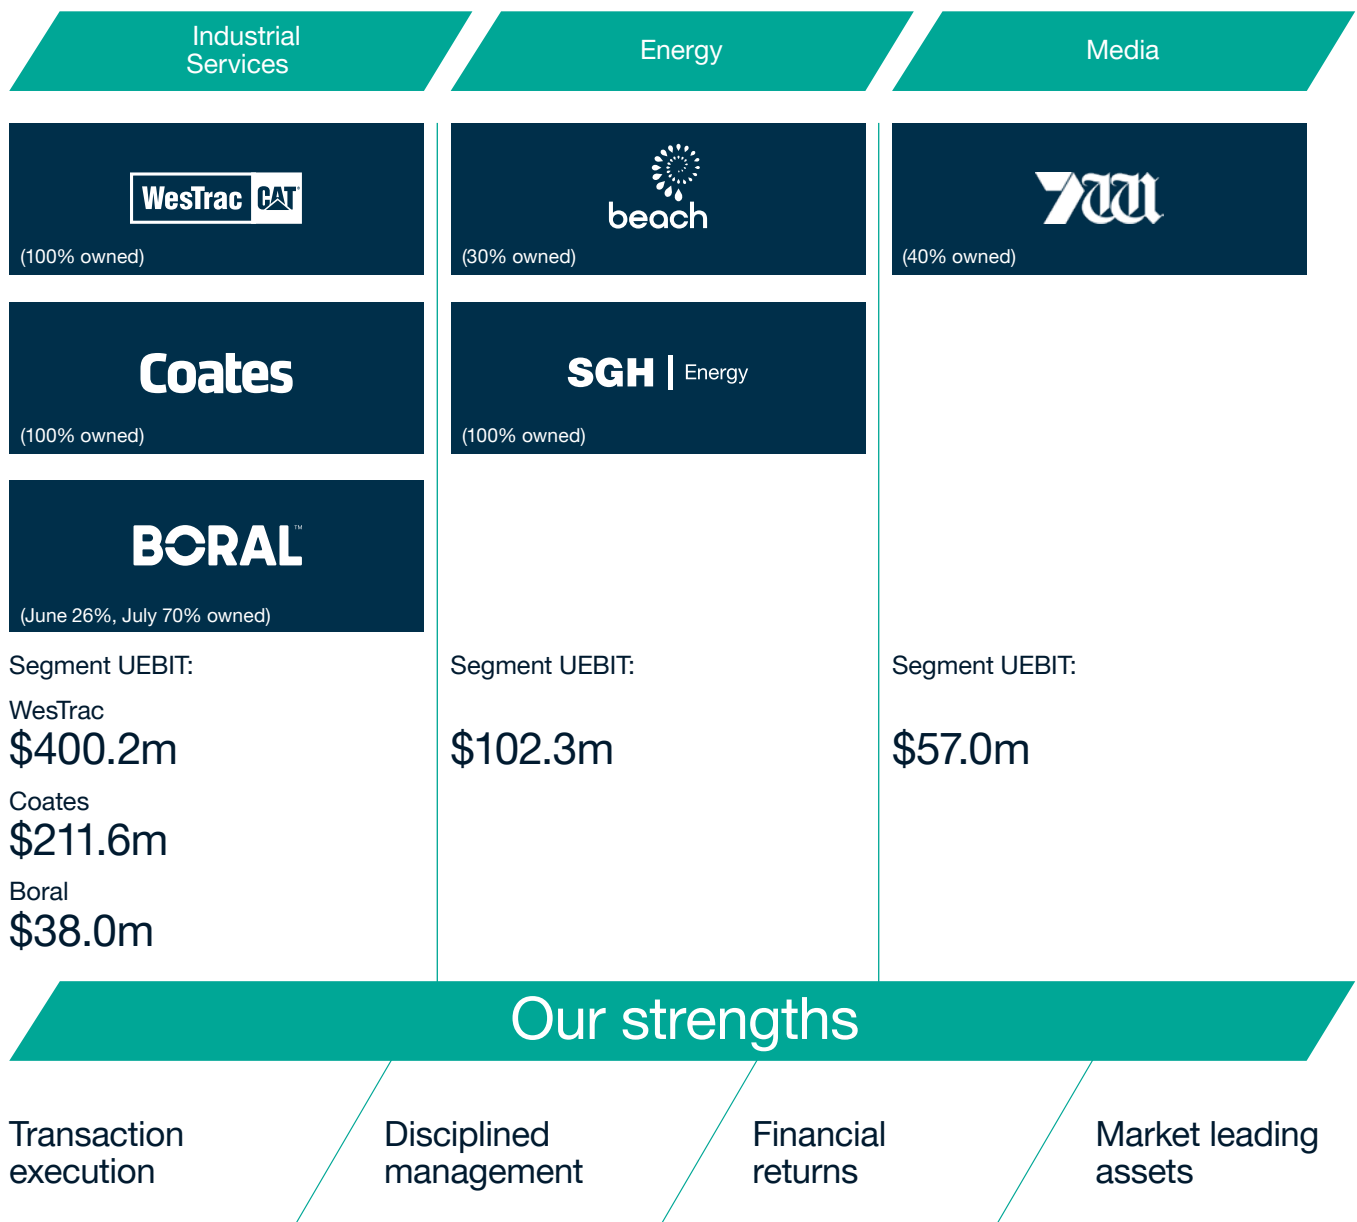 Industrial
Services
Energy
Media
WesTrac CAT
(100% owned)
beach
(30% owned)
7W
(40% owned)
Coates
(100% owned)
SGH | Energy
(100% owned)
BORAL™
(June 26%, July 70% owned)
Segment UEBIT:
WesTrac
$400.2m
Coates
$211.6m
Boral
$38.0m
Segment UEBIT:
$102.3m
Segment UEBIT:
$57.0m
Our strengths
Transaction
execution
Disciplined
management
Financial
returns
Market leading
assets